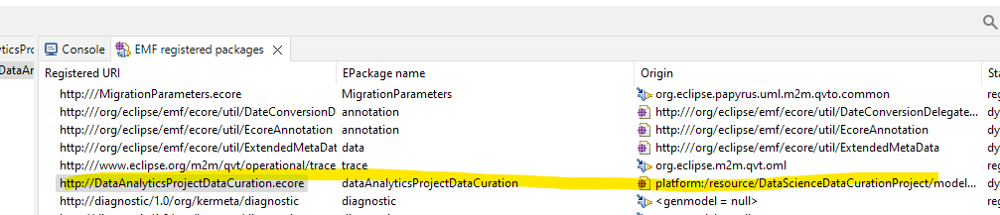 yticsPro
Console EMF registered packages
DataAr
Registered URI EPackage name Origin Sta
http:///MigrationParameters.ecore MigrationParameters org.eclipse.papyrus.uml.m2m.qvto.common reg
http:///org/eclipse/emf/ecore/util/DateConversionD annotation http:///org/eclipse/emf/ecore/util/DateConversionDelegate... dy
http:///org/eclipse/emf/ecore/util/EcoreAnnotation annotation http:///org/eclipse/emf/ecore/util/EcoreAnnotation dy
http:///org/eclipse/emf/ecore/util/ExtendedMetaData data http:///org/eclipse/emf/ecore/util/ExtendedMetaData dy
http:///www.eclipse.org/m2m/qvt/operational/trace trace org.eclipse.m2m.qvt.oml reg
http://DataAnalyticsProjectDataCuration.ecore dataAnalyticsProjectDataCuration platform:/resource/DataScienceDataCurationProject/model... dy
http://diagnostic/1.0/org/kermeta/diagnostic diagnostic <genmodel = null> reg